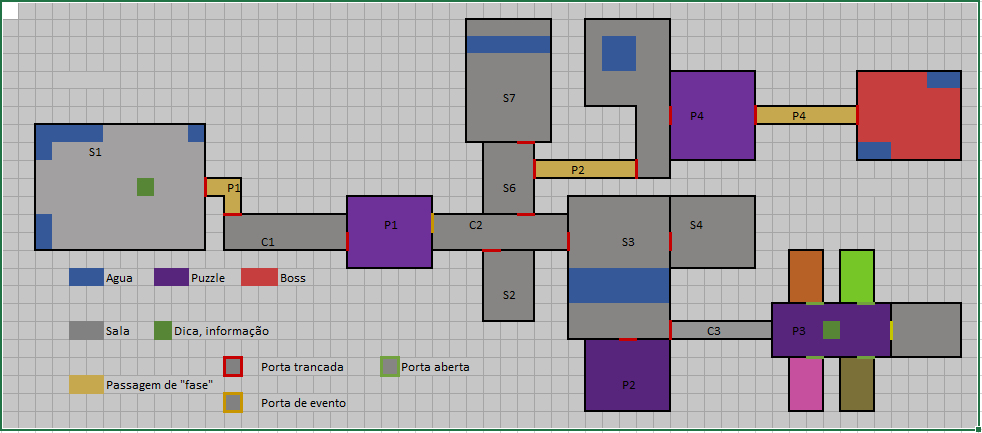 S7
P4
P4
S1
P2
P1
S6
P1
C2
S4
C1
S3
Agua
Puzzle
Boss
S2
Sala
Dica, informação
C3
P3
Porta trancada
Porta aberta
Passagem de "fase"
P2
Porta de evento